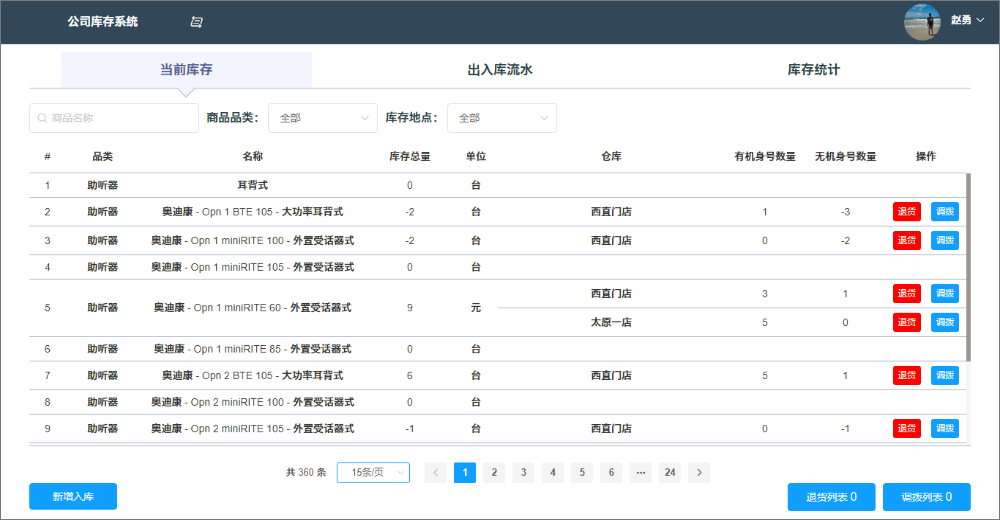 公司库存系统 赵勇
当前库存 出入库流水 库存统计
商品名称 商品品类： 全部 库存地点： 全部
# 品类 名称 库存总量 单位 仓库 有机身号数量 无机身号数量 操作
1 助听器 耳背式 0 台
2 助听器 奥迪康 - Opn 1 BTE 105 - 大功率耳背式 -2 台 西直门店 1 -3 退货 调拨
3 助听器 奥迪康 - Opn 1 miniRITE 100 - 外置受话器式 -2 台 西直门店 0 -2 退货 调拨
4 助听器 奥迪康 - Opn 1 miniRITE 105 - 外置受话器式 0 台
西直门店 3 1 退货 调拨
5 助听器 奥迪康 - Opn 1 miniRITE 60 - 外置受话器式 9 元
太原一店 5 0 退货 调拨
6 助听器 奥迪康 - Opn 1 miniRITE 85 - 外置受话器式 0 台
7 助听器 奥迪康 - Opn 2 BTE 105 - 大功率耳背式 6 台 西直门店 5 1 退货 调拨
8 助听器 奥迪康 - Opn 2 miniRITE 100 - 外置受话器式 0 台
9 助听器 奥迪康 - Opn 2 miniRITE 105 - 外置受话器式 -1 台 西直门店 0 -1 退货 调拨
共 360 条 15条/页 1 2 3 4 5 6 ··· 24
新增入库 退货列表 0 调拨列表 0